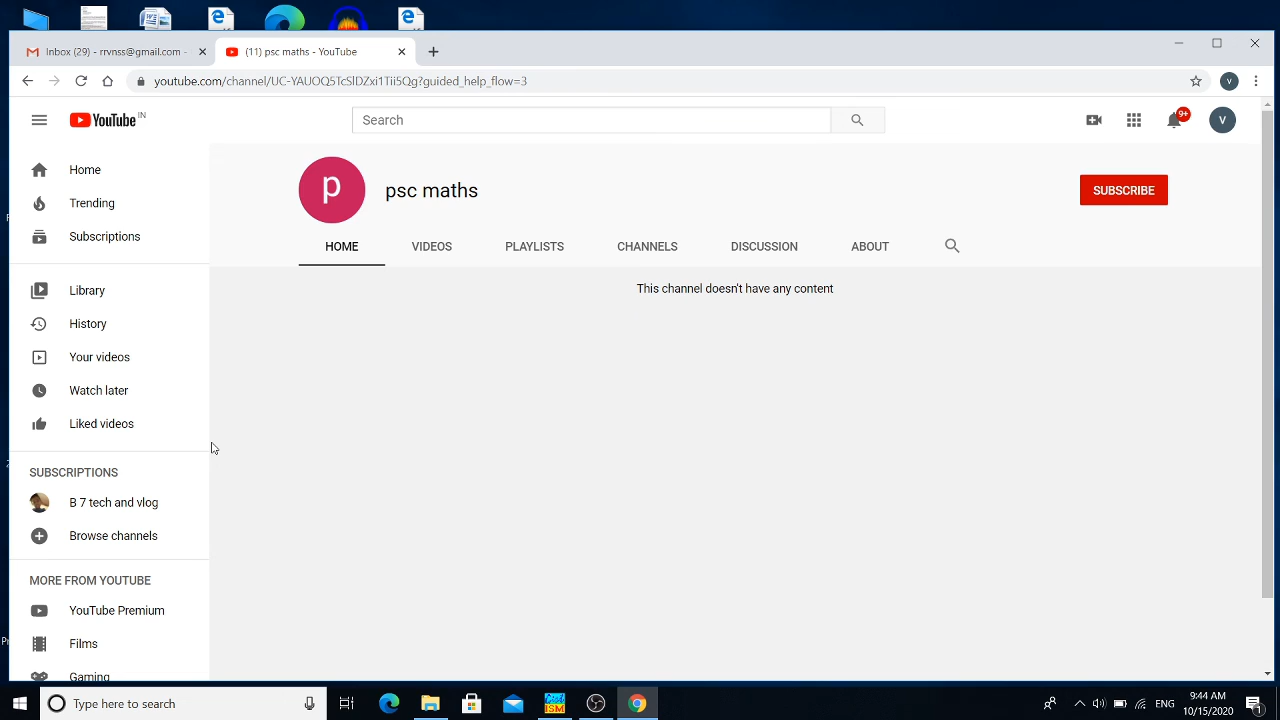 Inbox (29) - rrvnss@gmail.com -
(11) psc maths - YouTube
youtube.com/channel/UC-YAUOQ5TcSlDZxi1Tii5Qg?guided_help_flow=3
YouTube IN
Search
9+
V
Home
Trending
Subscriptions
Library
History
Your videos
Watch later
Liked videos
SUBSCRIPTIONS
B 7 tech and vlog
Browse channels
MORE FROM YOUTUBE
YouTube Premium
Films
Gaming
p
psc maths
SUBSCRIBE
HOME VIDEOS PLAYLISTS CHANNELS DISCUSSION ABOUT
This channel doesn't have any content
Type here to search
ISM
ENG
9:44 AM
10/15/2020